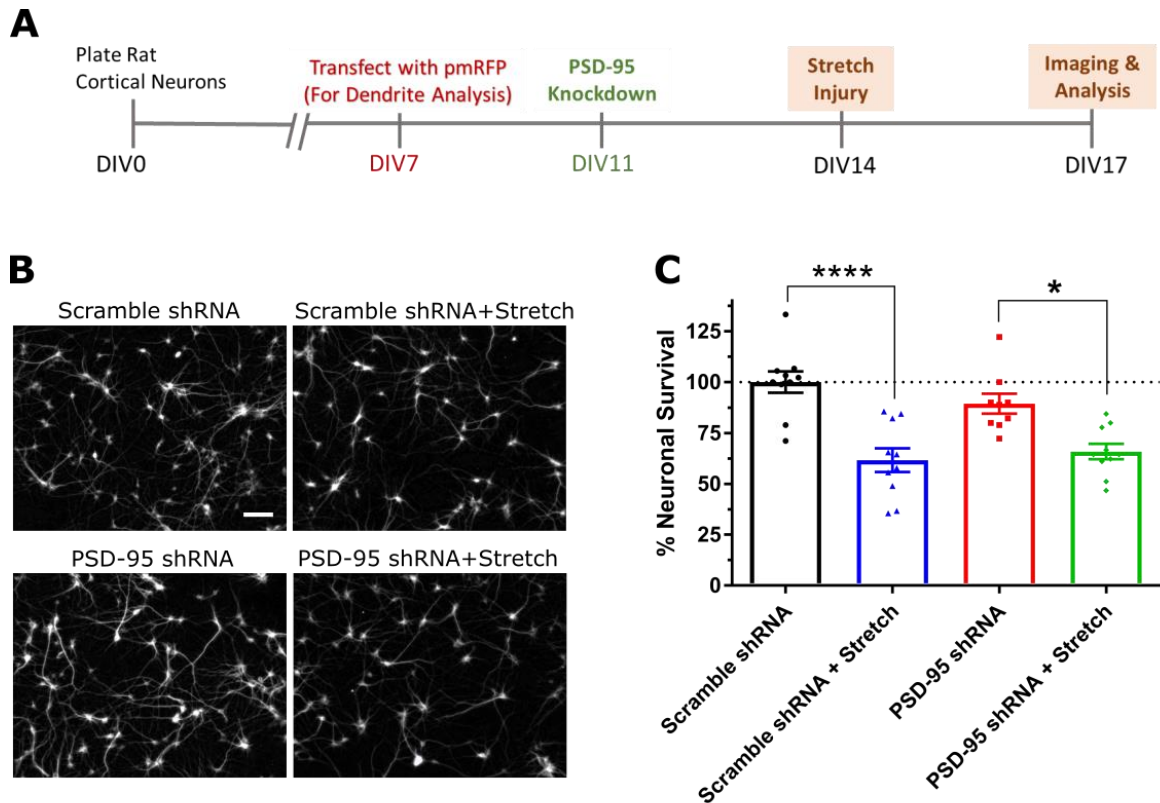 A
Plate Rat
Cortical Neurons
Transfect with pmRFP
(For Dendrite Analysis)
PSD-95
Knockdown
Stretch
Injury
Imaging &
Analysis
DIV0
DIV7
DIV11
DIV14
DIV17
B
Scramble shRNA
Scramble shRNA+Stretch
PSD-95 shRNA
PSD-95 shRNA+Stretch
C
****
*
% Neuronal Survival
125
100
75
50
25
0
Scramble shRNA
Scramble shRNA + Stretch
PSD-95 shRNA
PSD-95 shRNA + Stretch